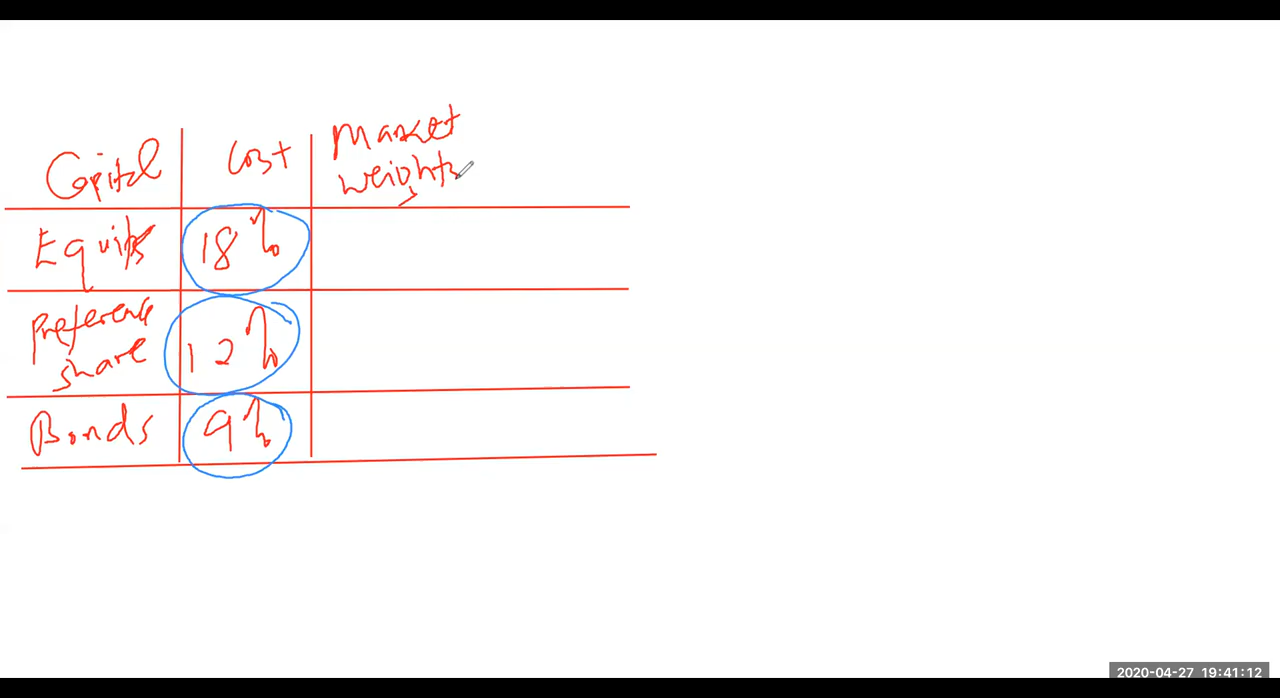 Capital
Cost
Market
weights
Equity
18%
Preference
share
12%
Bonds
9%
2020-04-27 19:41:12